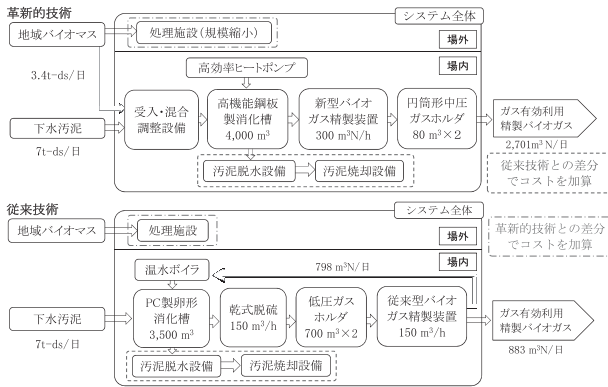 革新的技術
システム全体
地域バイオマス
処理施設(規模縮小)
場外
場内
3.4t-ds/日
高効率ヒートポンプ
受入・混合
調整設備
高機能鋼板
製消化槽
4,000 m³
新型バイオ
ガス精製装置
300 m³N/h
円筒形中圧
ガスホルダ
80 m³×2
ガス有効利用
精製バイオガス
2,701m³N/日
下水汚泥
7t-ds/日
汚泥脱水設備
汚泥焼却設備
従来技術との差分
でコストを加算
従来技術
システム全体
地域バイオマス
処理施設
場外
場内
革新的技術との差分
でコストを加算
温水ボイラ
798 m³N/日
下水汚泥
7t-ds/日
PC製卵形
消化槽
3,500 m³
乾式脱硫
150 m³/h
低圧ガス
ホルダ
700 m³×2
従来型バイオ
ガス精製装置
150 m³/h
ガス有効利用
精製バイオガス
883 m³N/日
汚泥脱水設備
汚泥焼却設備